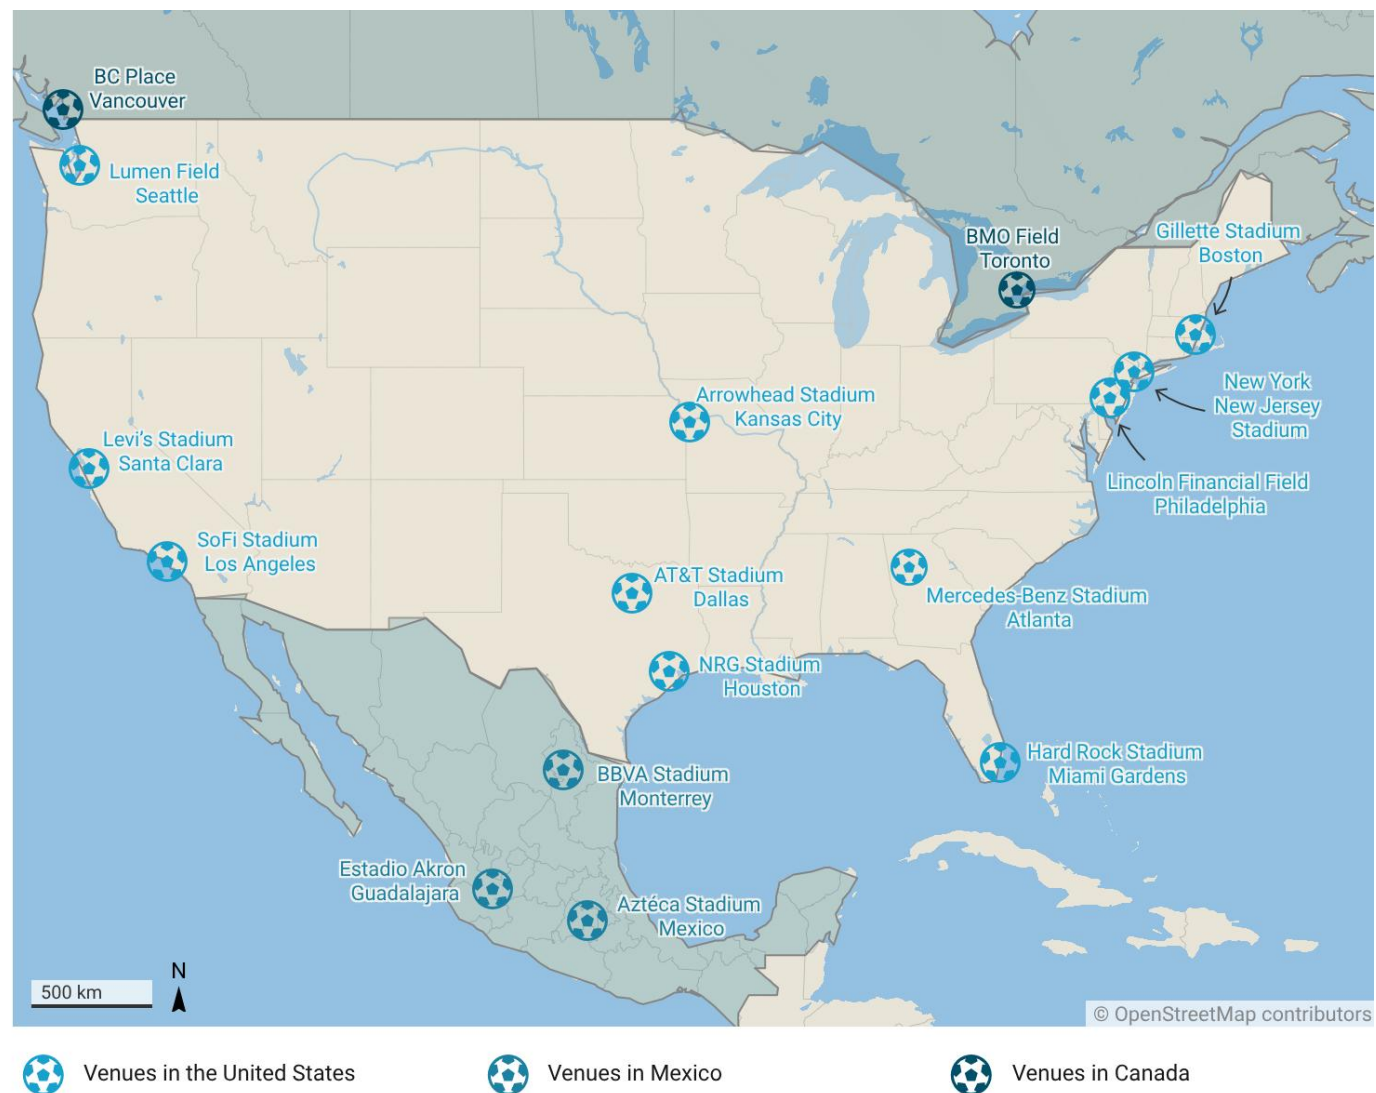 BC Place
Vancouver
Lumen Field
Seattle
BMO Field
Toronto
Gillette Stadium
Boston
Arrowhead Stadium
Kansas City
New York
New Jersey
Stadium
Levi's Stadium
Santa Clara
Lincoln Financial Field
Philadelphia
SoFi Stadium
Los Angeles
AT&T Stadium
Dallas
Mercedes-Benz Stadium
Atlanta
NRG Stadium
Houston
Hard Rock Stadium
Miami Gardens
BBVA Stadium
Monterrey
Estadio Akron
Guadalajara
Aztéca Stadium
Mexico
N
500 km
© OpenStreetMap contributors
Venues in the United States
Venues in Mexico
Venues in Canada